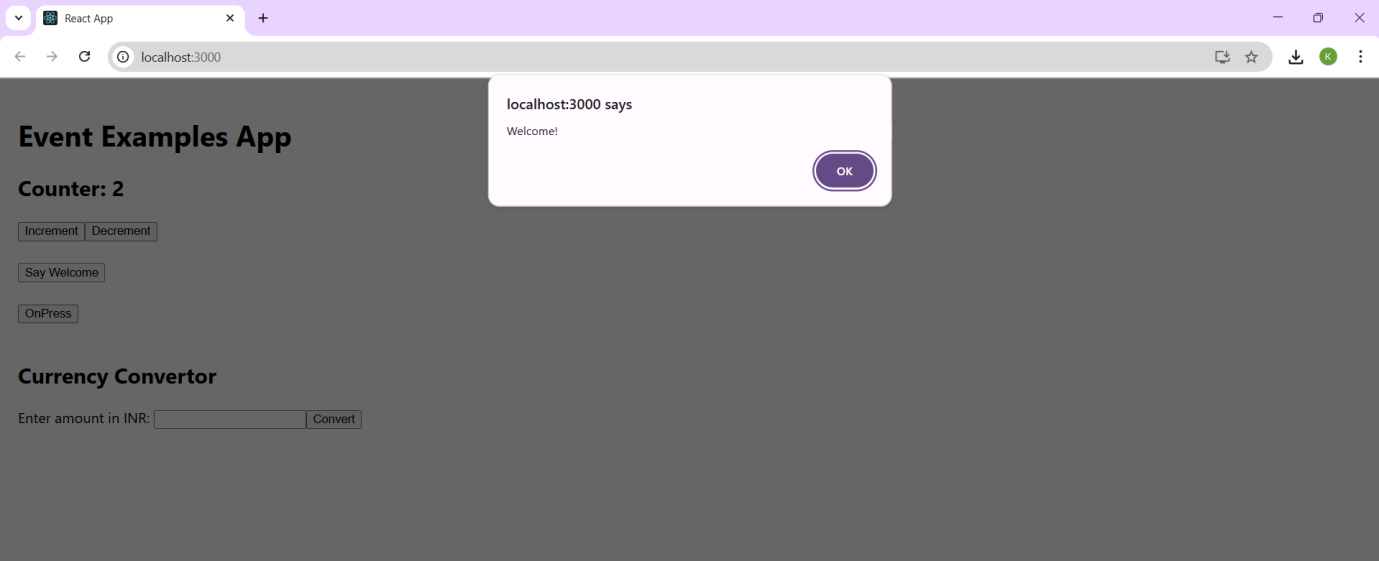 React App
localhost:3000
K
localhost:3000 says
Welcome!
OK
Event Examples App
Counter: 2
Increment Decrement
Say Welcome
OnPress
Currency Convertor
Enter amount in INR: Convert